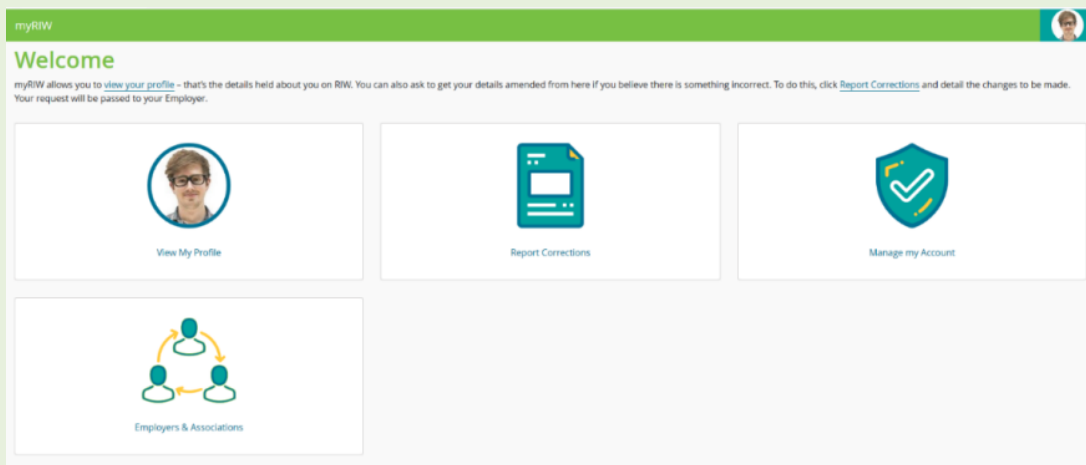 myRIW
Welcome
myRIW allows you to view your profile – that's the details held about you on RIW. You can also ask to get your details amended from here if you believe there is something incorrect. To do this, click Report Corrections and detail the changes to be made.
Your request will be passed to your Employer.
View My Profile
Report Corrections
Manage my Account
Employers & Associations